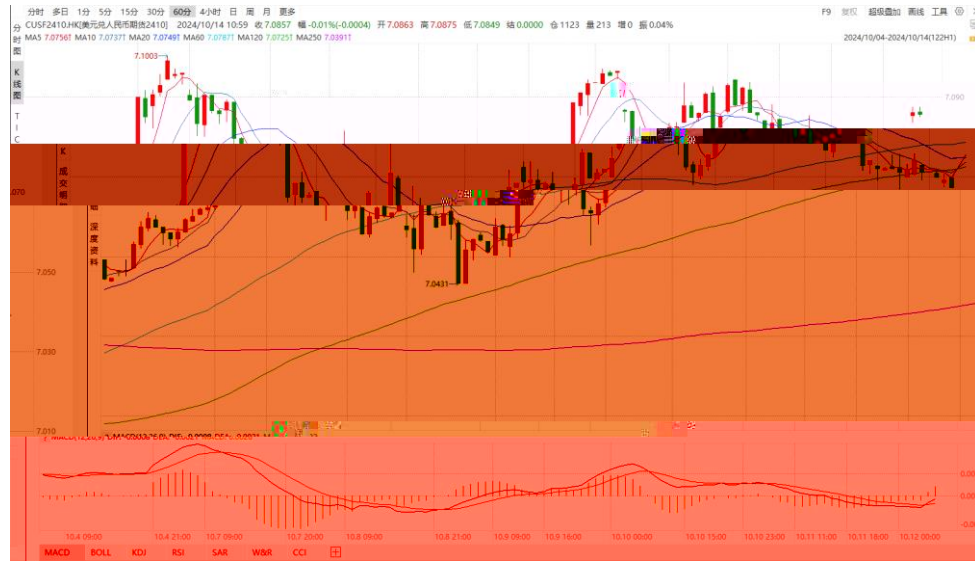 分时 多日 1分 5分 15分 30分 60分 4小时 日 周 月 更多 F9 复权 超级叠加 画线 工具
CUSF2410.HK[美元兑人民币期货2410] 2024/10/14 10:59 收7.0857 幅-0.01%(-0.0004) 开7.0863 高7.0875 低7.0849 结0.0000 仓1123 量213 增0 振0.04%
MA5 7.0756↑ MA10 7.0737↑ MA20 7.0749↑ MA60 7.0787↑ MA120 7.0725↑ MA250 7.0391↑ 2024/10/04-2024/10/14(122H1)
分时图
K线图
TIC
7.1003
7.090
K
成交明
深度资料
7.050
7.0431
7.030
7.010
0.00
10.4 09:00 10.4 21:00 10.7 09:00 10.7 20:00 10.8 09:00 10.8 21:00 10.9 09:00 10.9 16:00 10.10 00:00 10.10 15:00 10.10 23:00 10.11 11:00 10.11 18:00 10.12 00:00
MACD BOLL KDJ RSI SAR W&R CCI